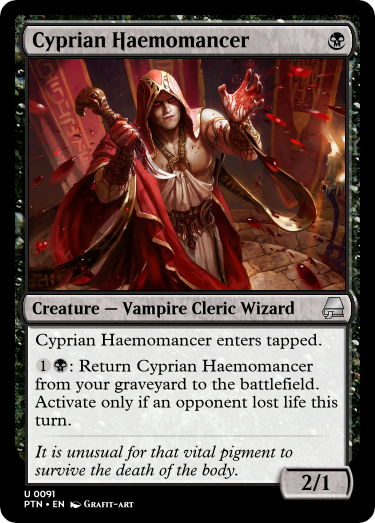 Cyprian Haemomancer
Creature — Vampire Cleric Wizard
Cyprian Haemomancer enters tapped.
1 : Return Cyprian Haemomancer
from your graveyard to the battlefield.
Activate only if an opponent lost life this
turn.
It is unusual for that vital pigment to
survive the death of the body.
2/1
U 0091
PTN • EN Grafit-art